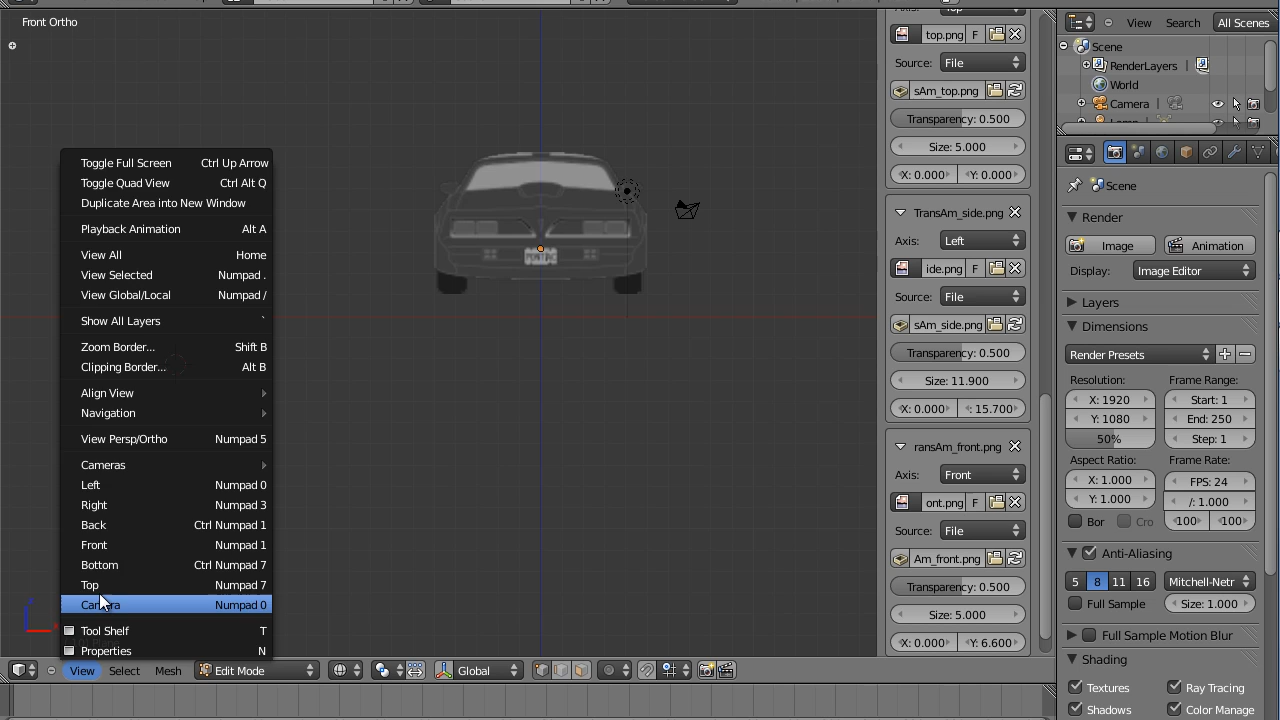 Front Ortho
Toggle Full Screen Ctrl Up Arrow
Toggle Quad View Ctrl Alt Q
Duplicate Area into New Window
Playback Animation Alt A
View All Home
View Selected Numpad .
View Global/Local Numpad /
Show All Layers `
Zoom Border... Shift B
Clipping Border... Alt B
Align View
Navigation
View Persp/Ortho Numpad 5
Cameras
Left Numpad 0
Right Numpad 3
Back Ctrl Numpad 1
Front Numpad 1
Bottom Ctrl Numpad 7
Top Numpad 7
Camera Numpad 0
Tool Shelf T
Properties N
View Select Mesh Edit Mode Global
PONTIAC
top.png F
Source: File
sAm_top.png
Transparency: 0.500
Size: 5.000
X: 0.000 Y: 0.000
TransAm_side.png
Axis: Left
ide.png F
Source: File
sAm_side.png
Transparency: 0.500
Size: 11.900
X: 0.000 : 15.700
ransAm_front.png
Axis: Front
ont.png F
Source: File
Am_front.png
Transparency: 0.500
Size: 5.000
X: 0.000 Y: 6.600
View Search All Scenes
Scene
RenderLayers |
World
Camera |
Scene
Render
Image Animation
Display: Image Editor
Layers
Dimensions
Render Presets
Resolution: Frame Range:
X: 1920 Start: 1
Y: 1080 End: 250
50% Step: 1
Aspect Ratio: Frame Rate:
X: 1.000 FPS: 24
Y: 1.000 /: 1.000
Bor Cro 100 100
Anti-Aliasing
5 8 11 16 Mitchell-Netr
Full Sample Size: 1.000
Full Sample Motion Blur
Shading
Textures Ray Tracing
Shadows Color Manage